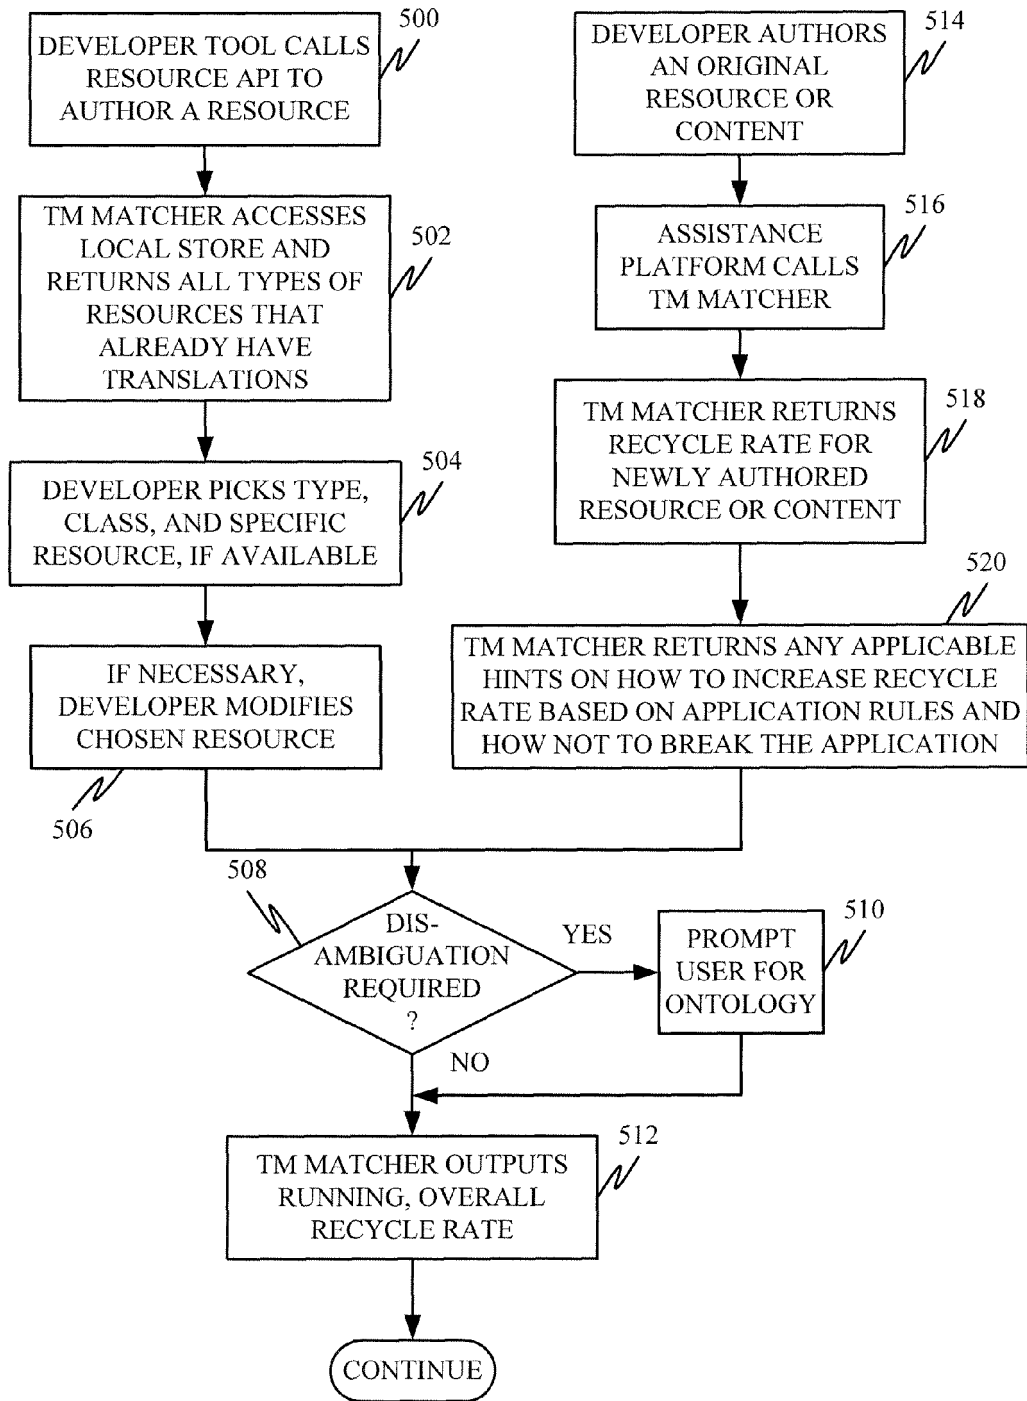 500
DEVELOPER TOOL CALLS
RESOURCE API TO
AUTHOR A RESOURCE
502
TM MATCHER ACCESSES
LOCAL STORE AND
RETURNS ALL TYPES OF
RESOURCES THAT
ALREADY HAVE
TRANSLATIONS
504
DEVELOPER PICKS TYPE,
CLASS, AND SPECIFIC
RESOURCE, IF AVAILABLE
IF NECESSARY,
DEVELOPER MODIFIES
CHOSEN RESOURCE
506
514
DEVELOPER AUTHORS
AN ORIGINAL
RESOURCE OR
CONTENT
516
ASSISTANCE
PLATFORM CALLS
TM MATCHER
518
TM MATCHER RETURNS
RECYCLE RATE FOR
NEWLY AUTHORED
RESOURCE OR CONTENT
520
TM MATCHER RETURNS ANY APPLICABLE
HINTS ON HOW TO INCREASE RECYCLE
RATE BASED ON APPLICATION RULES AND
HOW NOT TO BREAK THE APPLICATION
508
DIS-
AMBIGUATION
REQUIRED
?
YES
510
PROMPT
USER FOR
ONTOLOGY
NO
512
TM MATCHER OUTPUTS
RUNNING, OVERALL
RECYCLE RATE
CONTINUE